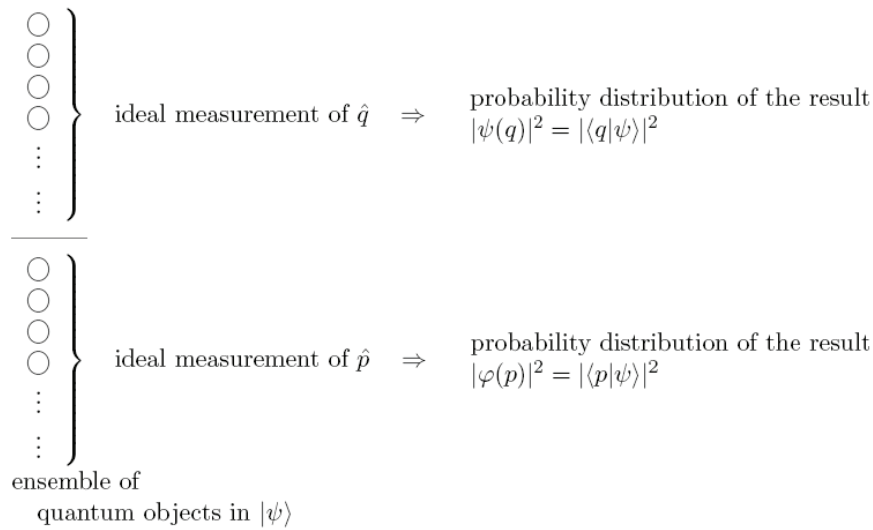 ideal measurement of q̂ ⇒ probability distribution of the result
|ψ(q)|² = |⟨q|ψ⟩|²
ideal measurement of p̂ ⇒ probability distribution of the result
|φ(p)|² = |⟨p|ψ⟩|²
ensemble of
quantum objects in |ψ⟩